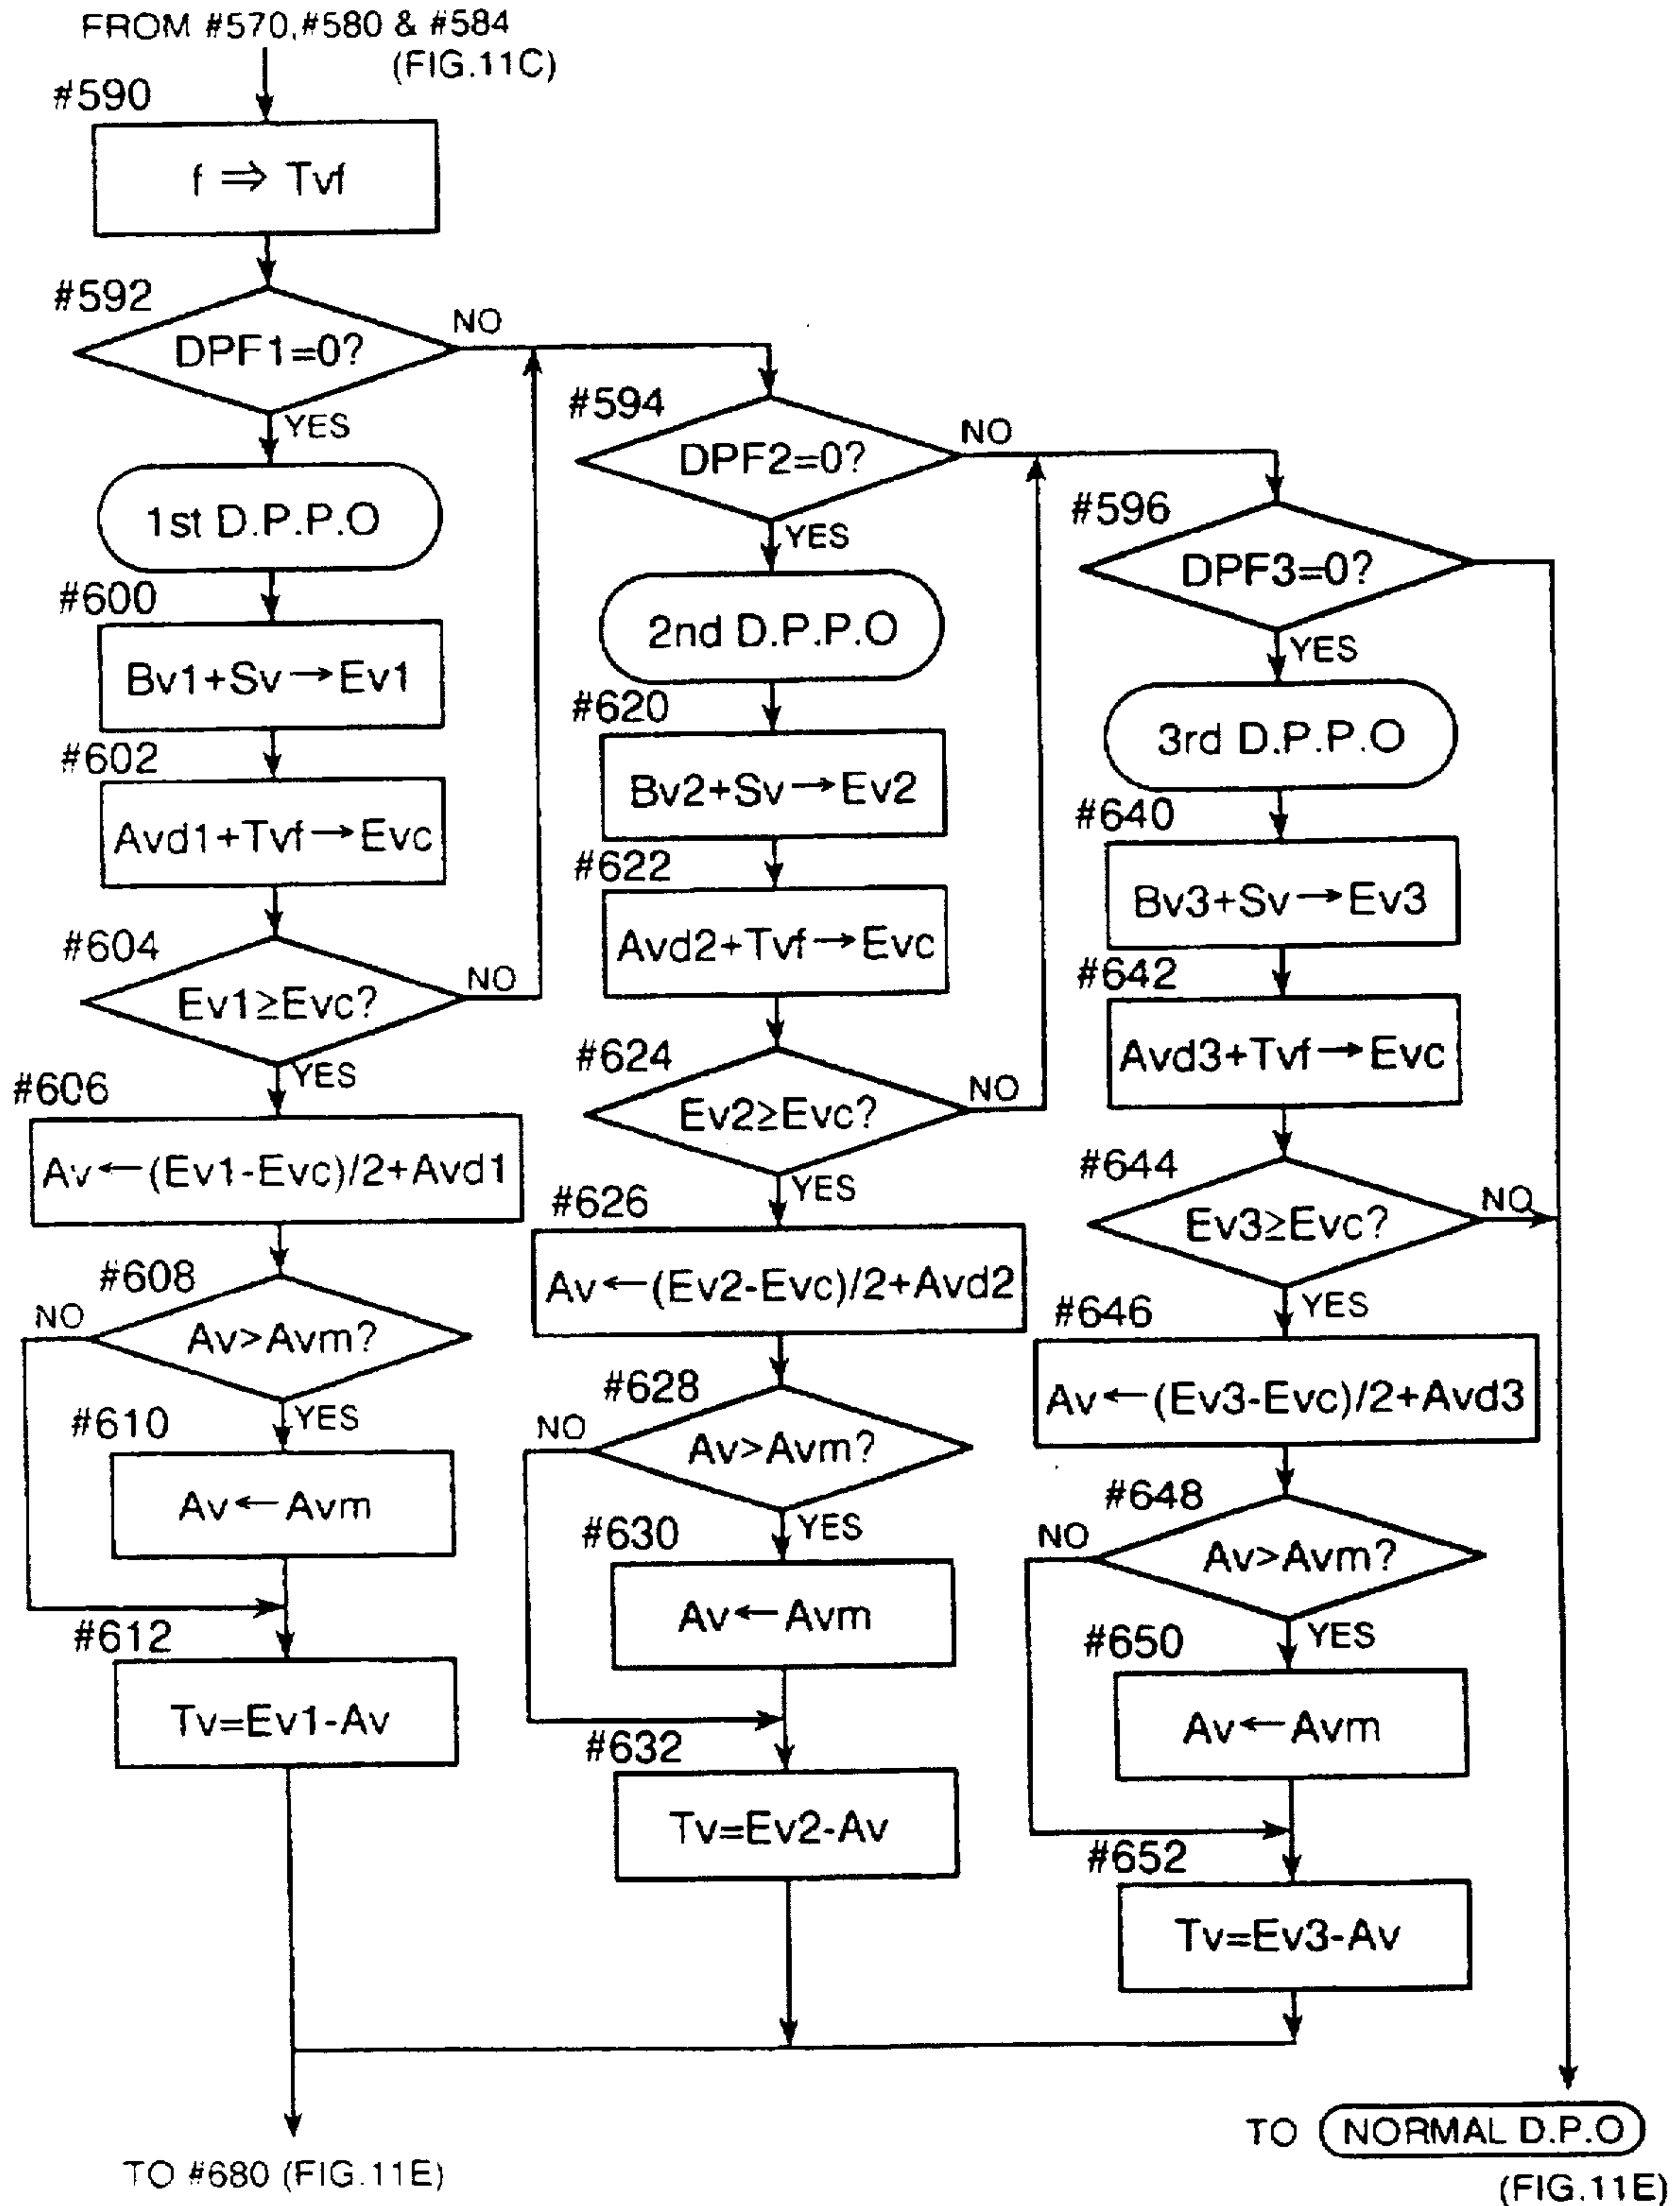 FROM #570,#580 & #584
(FIG.11C)
#590
f ⇒ Tvf
#592
DPF1=0?
NO
YES
1st D.P.P.O
#600
Bv1+Sv→Ev1
#602
Avd1+Tvf→Evc
#604
Ev1≥Evc?
NO
YES
#606
Av←(Ev1-Evc)/2+Avd1
#608
Av>Avm?
NO
YES
#610
Av←Avm
#612
Tv=Ev1-Av
TO #680 (FIG.11E)
#594
DPF2=0?
NO
YES
2nd D.P.P.O
#620
Bv2+Sv→Ev2
#622
Avd2+Tvf→Evc
#624
Ev2≥Evc?
NO
YES
#626
Av←(Ev2-Evc)/2+Avd2
#628
Av>Avm?
NO
YES
#630
Av←Avm
#632
Tv=Ev2-Av
#596
DPF3=0?
YES
3rd D.P.P.O
#640
Bv3+Sv→Ev3
#642
Avd3+Tvf→Evc
#644
Ev3≥Evc?
NO
YES
#646
Av←(Ev3-Evc)/2+Avd3
#648
Av>Avm?
NO
YES
#650
Av←Avm
#652
Tv=Ev3-Av
TO NORMAL D.P.O
(FIG.11E)